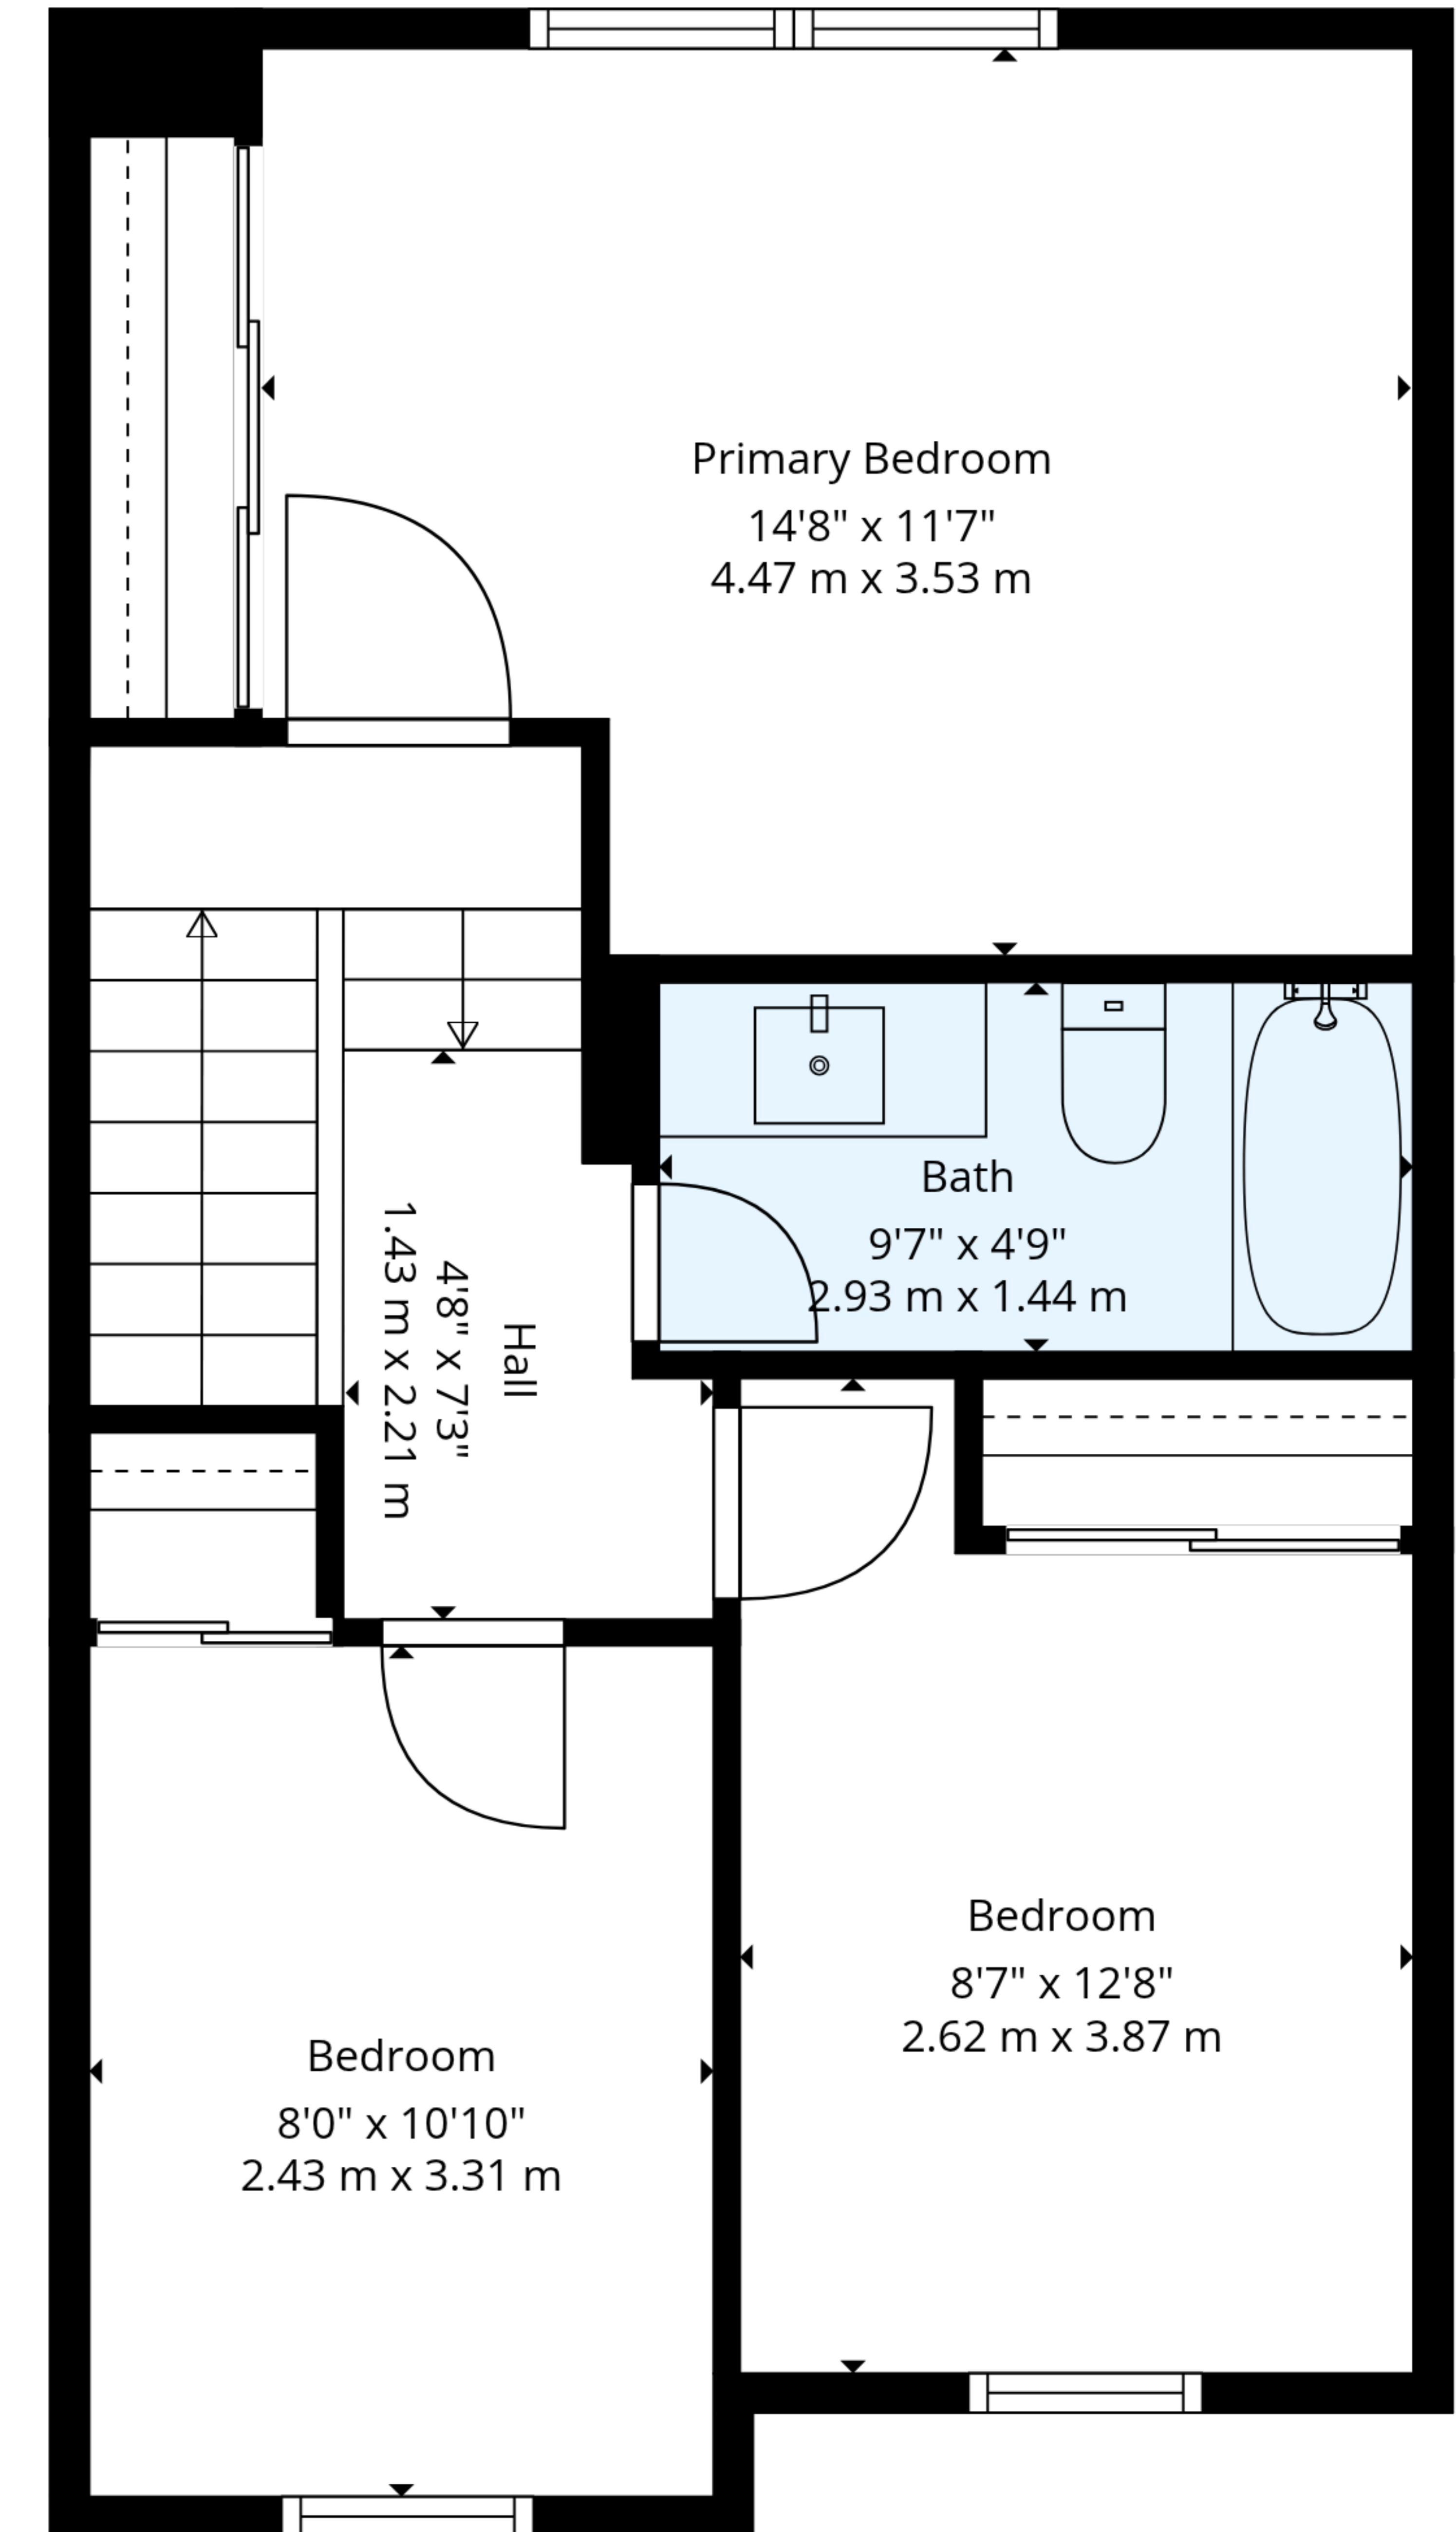 Primary Bedroom
14'8" x 11'7"
4.47 m x 3.53 m
Bath
9'7" x 4'9"
2.93 m x 1.44 m
Hall
4'8" x 7'3"
1.43 m x 2.21 m
Bedroom
8'7" x 12'8"
2.62 m x 3.87 m
Bedroom
8'0" x 10'10"
2.43 m x 3.31 m